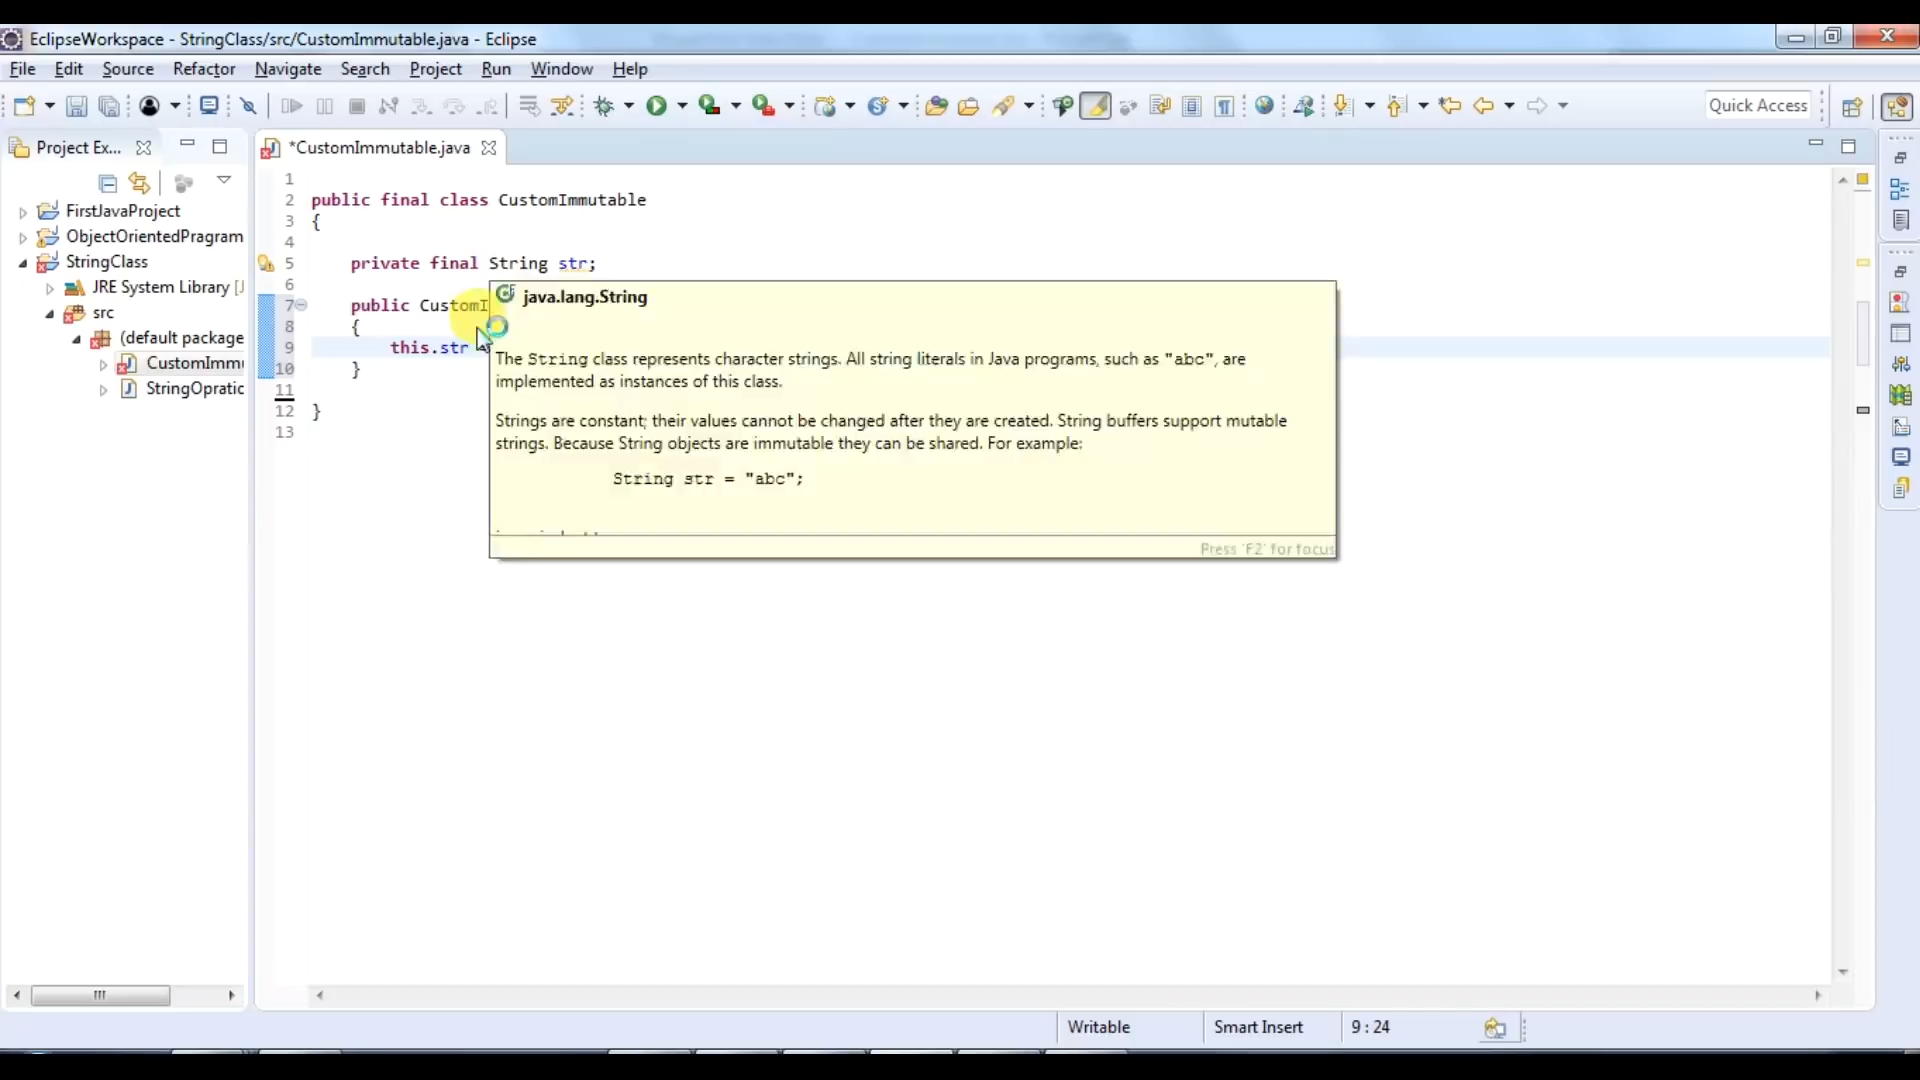 EclipseWorkspace - StringClass/src/CustomImmutable.java - Eclipse
File Edit Source Refactor Navigate Search Project Run Window Help
Quick Access
Project Ex...
*CustomImmutable.java
FirstJavaProject
ObjectOrientedPragram
StringClass
JRE System Library [J
src
(default package
CustomImm
StringOpratic
1
2 public final class CustomImmutable
3 {
4
5 private final String str;
6
7 public CustomI
8 {
9 this.str
10 }
11
12 }
13
java.lang.String
The String class represents character strings. All string literals in Java programs, such as "abc", are
implemented as instances of this class.
Strings are constant; their values cannot be changed after they are created. String buffers support mutable
strings. Because String objects are immutable they can be shared. For example:
String str = "abc";
Press 'F2' for focus
Writable Smart Insert 9 : 24